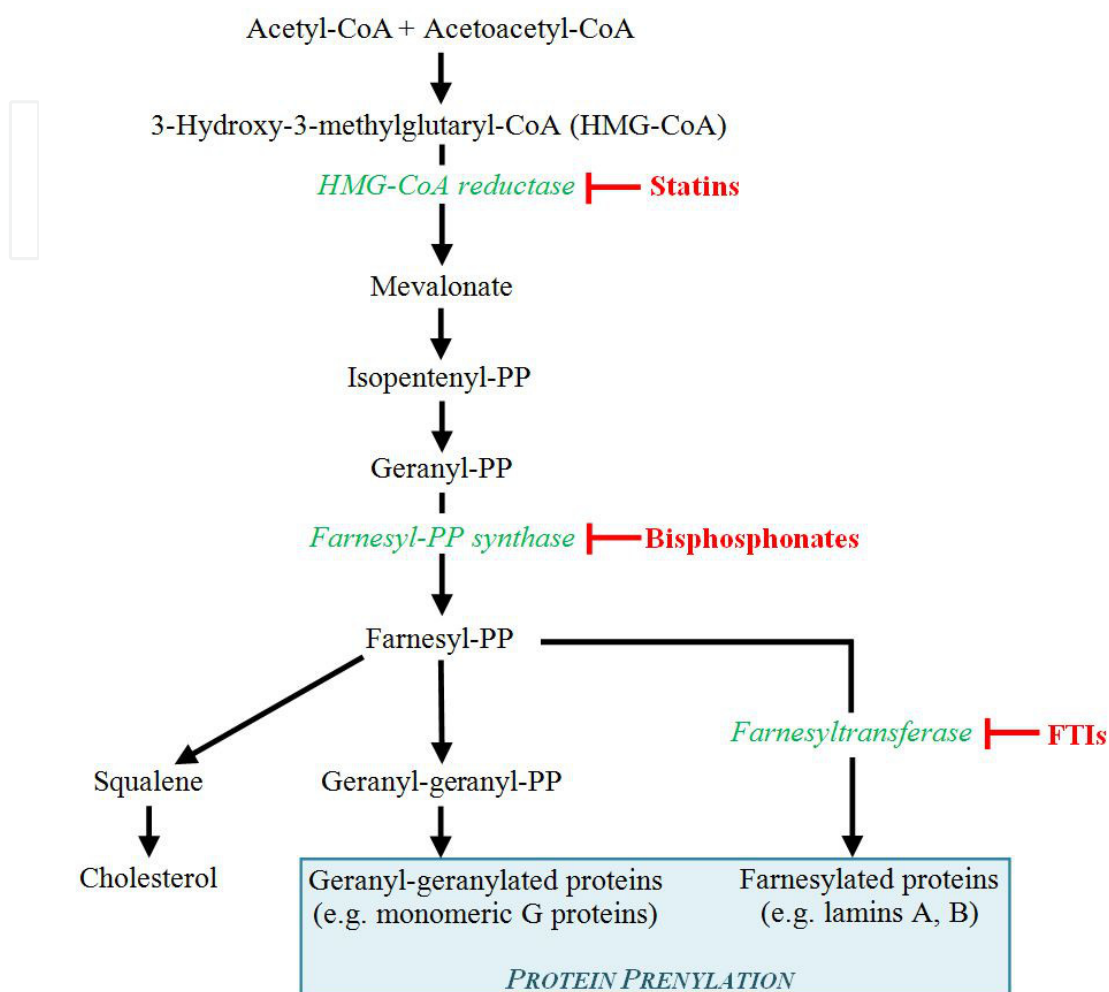 Acetyl-CoA + Acetoacetyl-CoA
3-Hydroxy-3-methylglutaryl-CoA (HMG-CoA)
HMG-CoA reductase Statins
Mevalonate
Isopentenyl-PP
Geranyl-PP
Farnesyl-PP synthase Bisphosphonates
Farnesyl-PP
Farnesyltransferase FTIs
Squalene Geranyl-geranyl-PP
Cholesterol
Geranyl-geranylated proteins
(e.g. monomeric G proteins)
Farnesylated proteins
(e.g. lamins A, B)
PROTEIN PRENYLATION